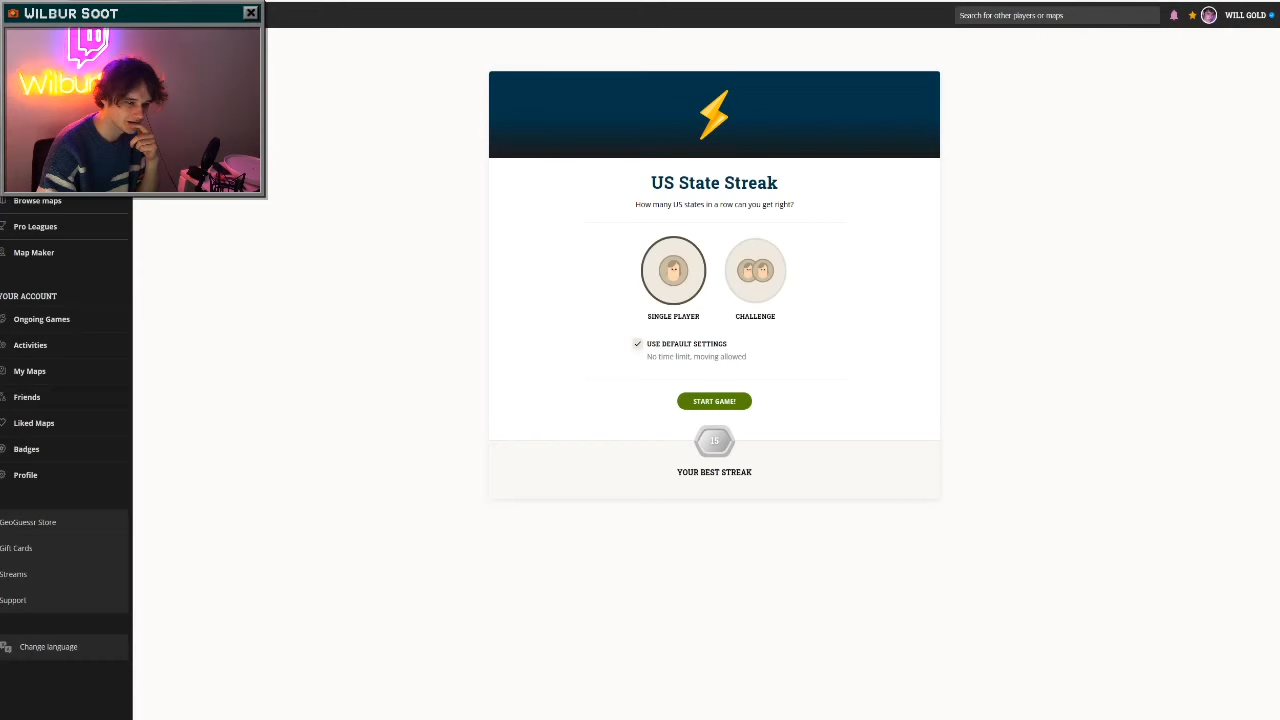 WILBUR SOOT
Wilbur
Search for other players or maps
WILL GOLD
Browse maps
Pro Leagues
Map Maker
YOUR ACCOUNT
Ongoing Games
Activities
My Maps
Friends
Liked Maps
Badges
Profile
GeoGuessr Store
Gift Cards
Streams
Support
Change language
US State Streak
How many US states in a row can you get right?
SINGLE PLAYER
CHALLENGE
USE DEFAULT SETTINGS
No time limit, moving allowed
START GAME!
15
YOUR BEST STREAK